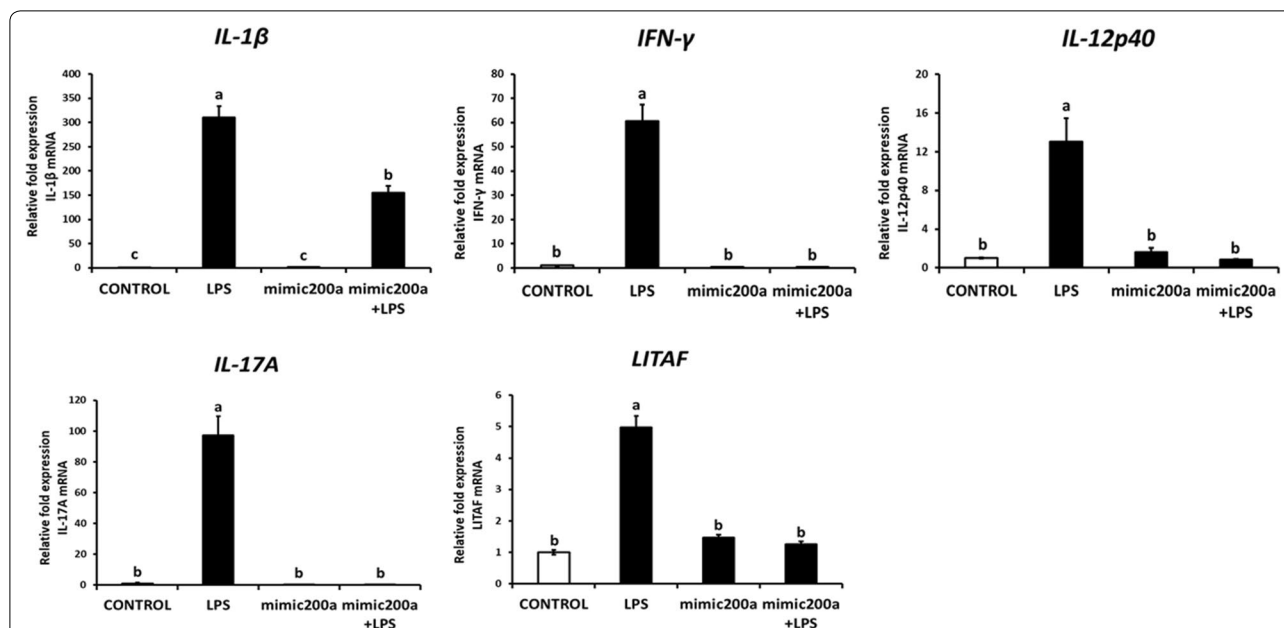 IL-1β
Relative fold expression
IL-1β mRNA
400
350
300
250
200
150
100
50
0
c
a
c
b
CONTROL
LPS
mimic200a
mimic200a
+LPS
IFN-γ
Relative fold expression
IFN-γ mRNA
80
70
60
50
40
30
20
10
0
b
a
b
b
CONTROL
LPS
mimic200a
mimic200a
+LPS
IL-12p40
Relative fold expression
IL-12p40 mRNA
20
16
12
8
4
0
b
a
b
b
CONTROL
LPS
mimic200a
mimic200a
+LPS
IL-17A
Relative fold expression
IL-17A mRNA
120
100
80
60
40
20
0
b
a
b
b
CONTROL
LPS
mimic200a
mimic200a
+LPS
LITAF
Relative fold expression
LITAF mRNA
6
5
4
3
2
1
0
b
a
b
b
CONTROL
LPS
mimic200a
mimic200a
+LPS